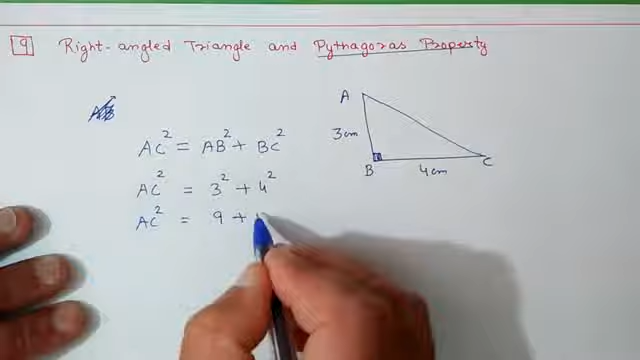 9 Right-angled Triangle and Pythagoras Property
A
3cm
B
4cm
C
AC² = AB² + BC²
AC² = 3² + 4²
AC² = 9 +